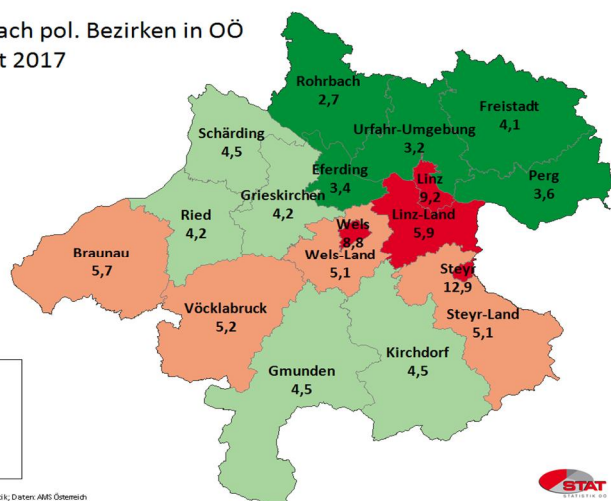 ach pol. Bezirken in OÖ
t 2017
Rohrbach
2,7
Freistadt
4,1
Urfahr-Umgebung
3,2
Schärding
4,5
Eferding
3,4
Linz
9,2
Perg
3,6
Grieskirchen
4,2
Ried
4,2
Linz-Land
5,9
Wels
8,8
Wels-Land
5,1
Braunau
5,7
Steyr
12,9
Vöcklabruck
5,2
Steyr-Land
5,1
Kirchdorf
4,5
Gmunden
4,5
ik; Daten: AMS Österreich
STAT
STATISTIK OÖ